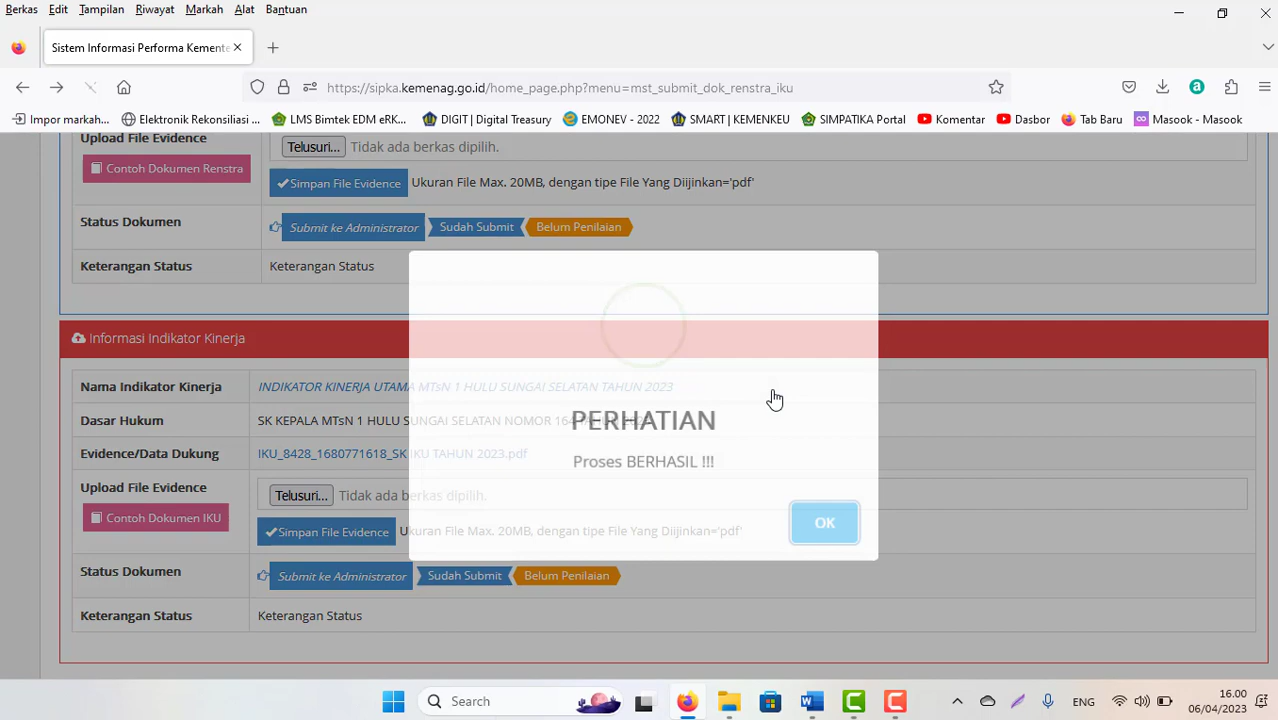 Berkas Edit Tampilan Riwayat Markah Alat Bantuan
Sistem Informasi Performa Kemente
https://sipka.kemenag.go.id/home_page.php?menu=mst_submit_dok_renstra_iku
Impor markah... Elektronik Rekonsiliasi ... LMS Bimtek EDM eRK... DIGIT | Digital Treasury EMONEV - 2022 SMART | KEMENKEU SIMPATIKA Portal Komentar Dasbor Tab Baru Masook - Masook
Upload File Evidence Telusuri... Tidak ada berkas dipilih.
Contoh Dokumen Renstra
Simpan File Evidence Ukuran File Max. 20MB, dengan tipe File Yang Diijinkan='pdf'
Status Dokumen Submit ke Administrator Sudah Submit Belum Penilaian
Keterangan Status Keterangan Status
Informasi Indikator Kinerja
Nama Indikator Kinerja INDIKATOR KINERJA UTAMA MTsN 1 HULU SUNGAI SELATAN TAHUN 2023
Dasar Hukum SK KEPALA MTsN 1 HULU SUNGAI SELATAN NOMOR 164
PERHATIAN
Evidence/Data Dukung IKU_8428_1680771618_SK IKU TAHUN 2023.pdf
Proses BERHASIL !!!
Upload File Evidence Telusuri... Tidak ada berkas dipilih.
Contoh Dokumen IKU
OK
Simpan File Evidence Ukuran File Max. 20MB, dengan tipe File Yang Diijinkan='pdf'
Status Dokumen Submit ke Administrator Sudah Submit Belum Penilaian
Keterangan Status Keterangan Status
Search
ENG
16.00
06/04/2023